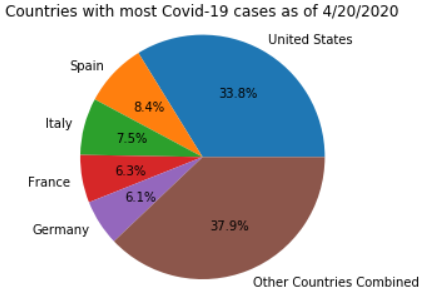 Countries with most Covid-19 cases as of 4/20/2020
United States
33.8%
Spain
8.4%
Italy
7.5%
France
6.3%
Germany
6.1%
Other Countries Combined
37.9%